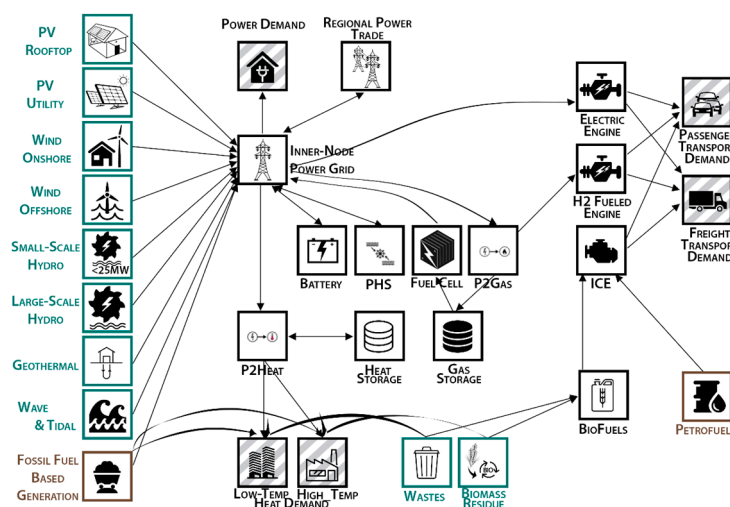 PV
Rooftop
PV
Utility
Wind
Onshore
Wind
Offshore
Small-Scale
Hydro
<25MW
Large-Scale
Hydro
Geothermal
Wave
& Tidal
Fossil Fuel
Based
Generation
Power Demand
Regional Power
Trade
Inner-Node
Power Grid
Battery
PHS
Fuel Cell
P2Gas
P2Heat
Heat
Storage
Gas
Storage
Low-Temp
High_Temp
Heat Demand
Wastes
BIO
Biomass
Residue
Electric
Engine
H2 Fueled
Engine
ICE
BioFuels
Petrofuel
Passenge
Transport
Demand
Freight
Transport
Demand